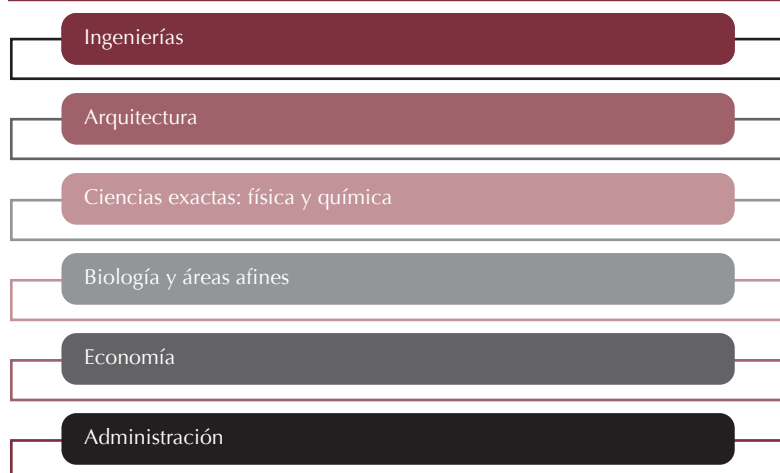 Ingenierías
Arquitectura
Ciencias exactas: física y química
Biología y áreas afines
Economía
Administración